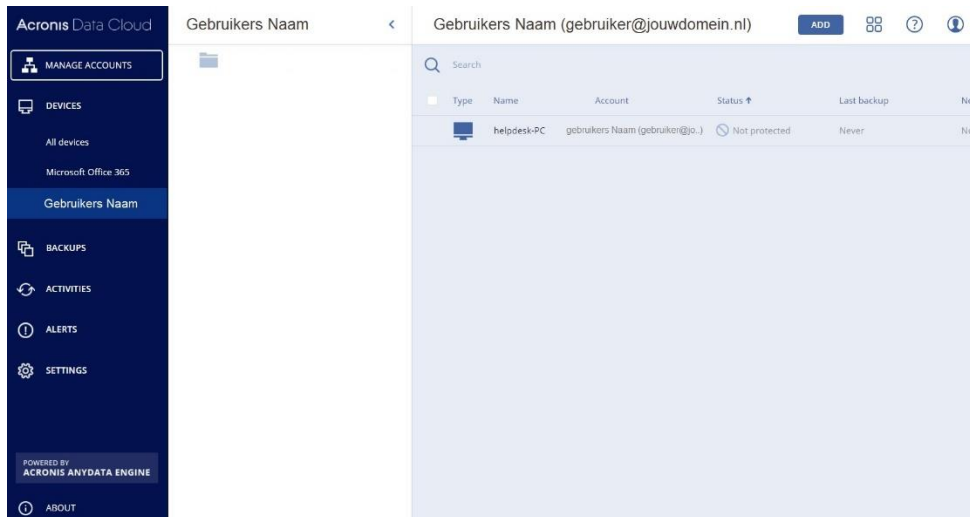 Acronis Data Cloud
MANAGE ACCOUNTS
DEVICES
All devices
Microsoft Office 365
Gebruikers Naam
BACKUPS
ACTIVITIES
ALERTS
SETTINGS
POWERED BY
ACRONIS ANYDATA ENGINE
ABOUT
Gebruikers Naam
Gebruikers Naam (gebruiker@jouwdomein.nl)
ADD
Search
Type Name Account Status Last backup
helpdesk-PC gebruikers Naam (gebruiker@jo..) Not protected Never